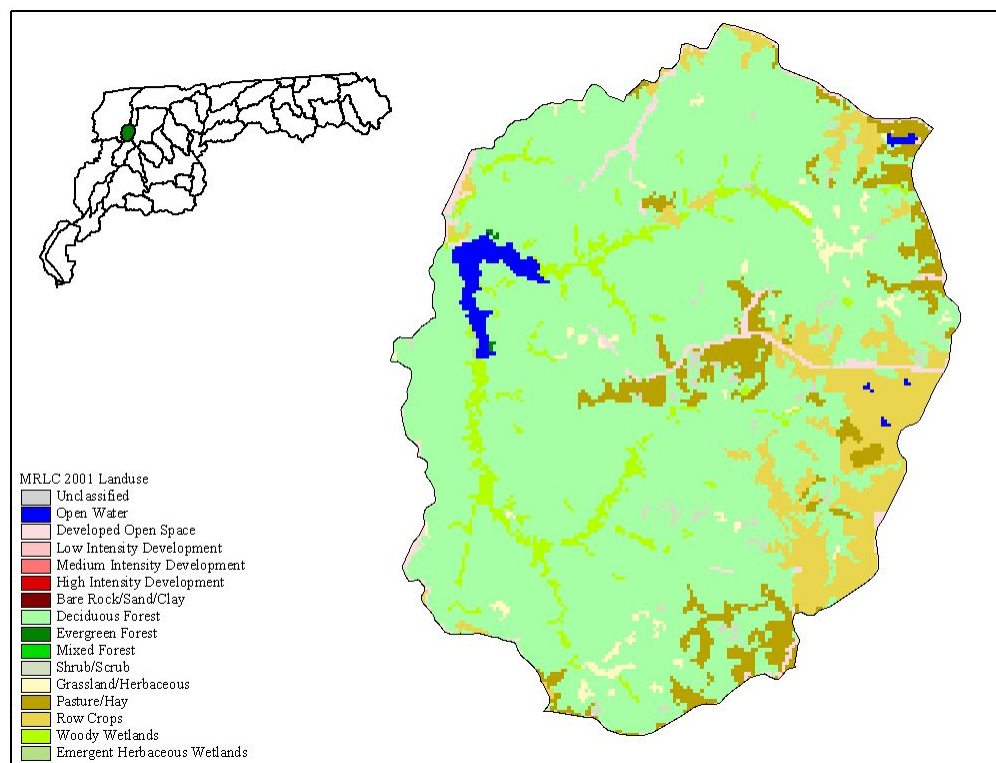 MRLC 2001 Landuse
Unclassified
Open Water
Developed Open Space
Low Intensity Development
Medium Intensity Development
High Intensity Development
Bare Rock/Sand/Clay
Deciduous Forest
Evergreen Forest
Mixed Forest
Shrub/Scrub
Grassland/Herbaceous
Pasture/Hay
Row Crops
Woody Wetlands
Emergent Herbaceous Wetlands